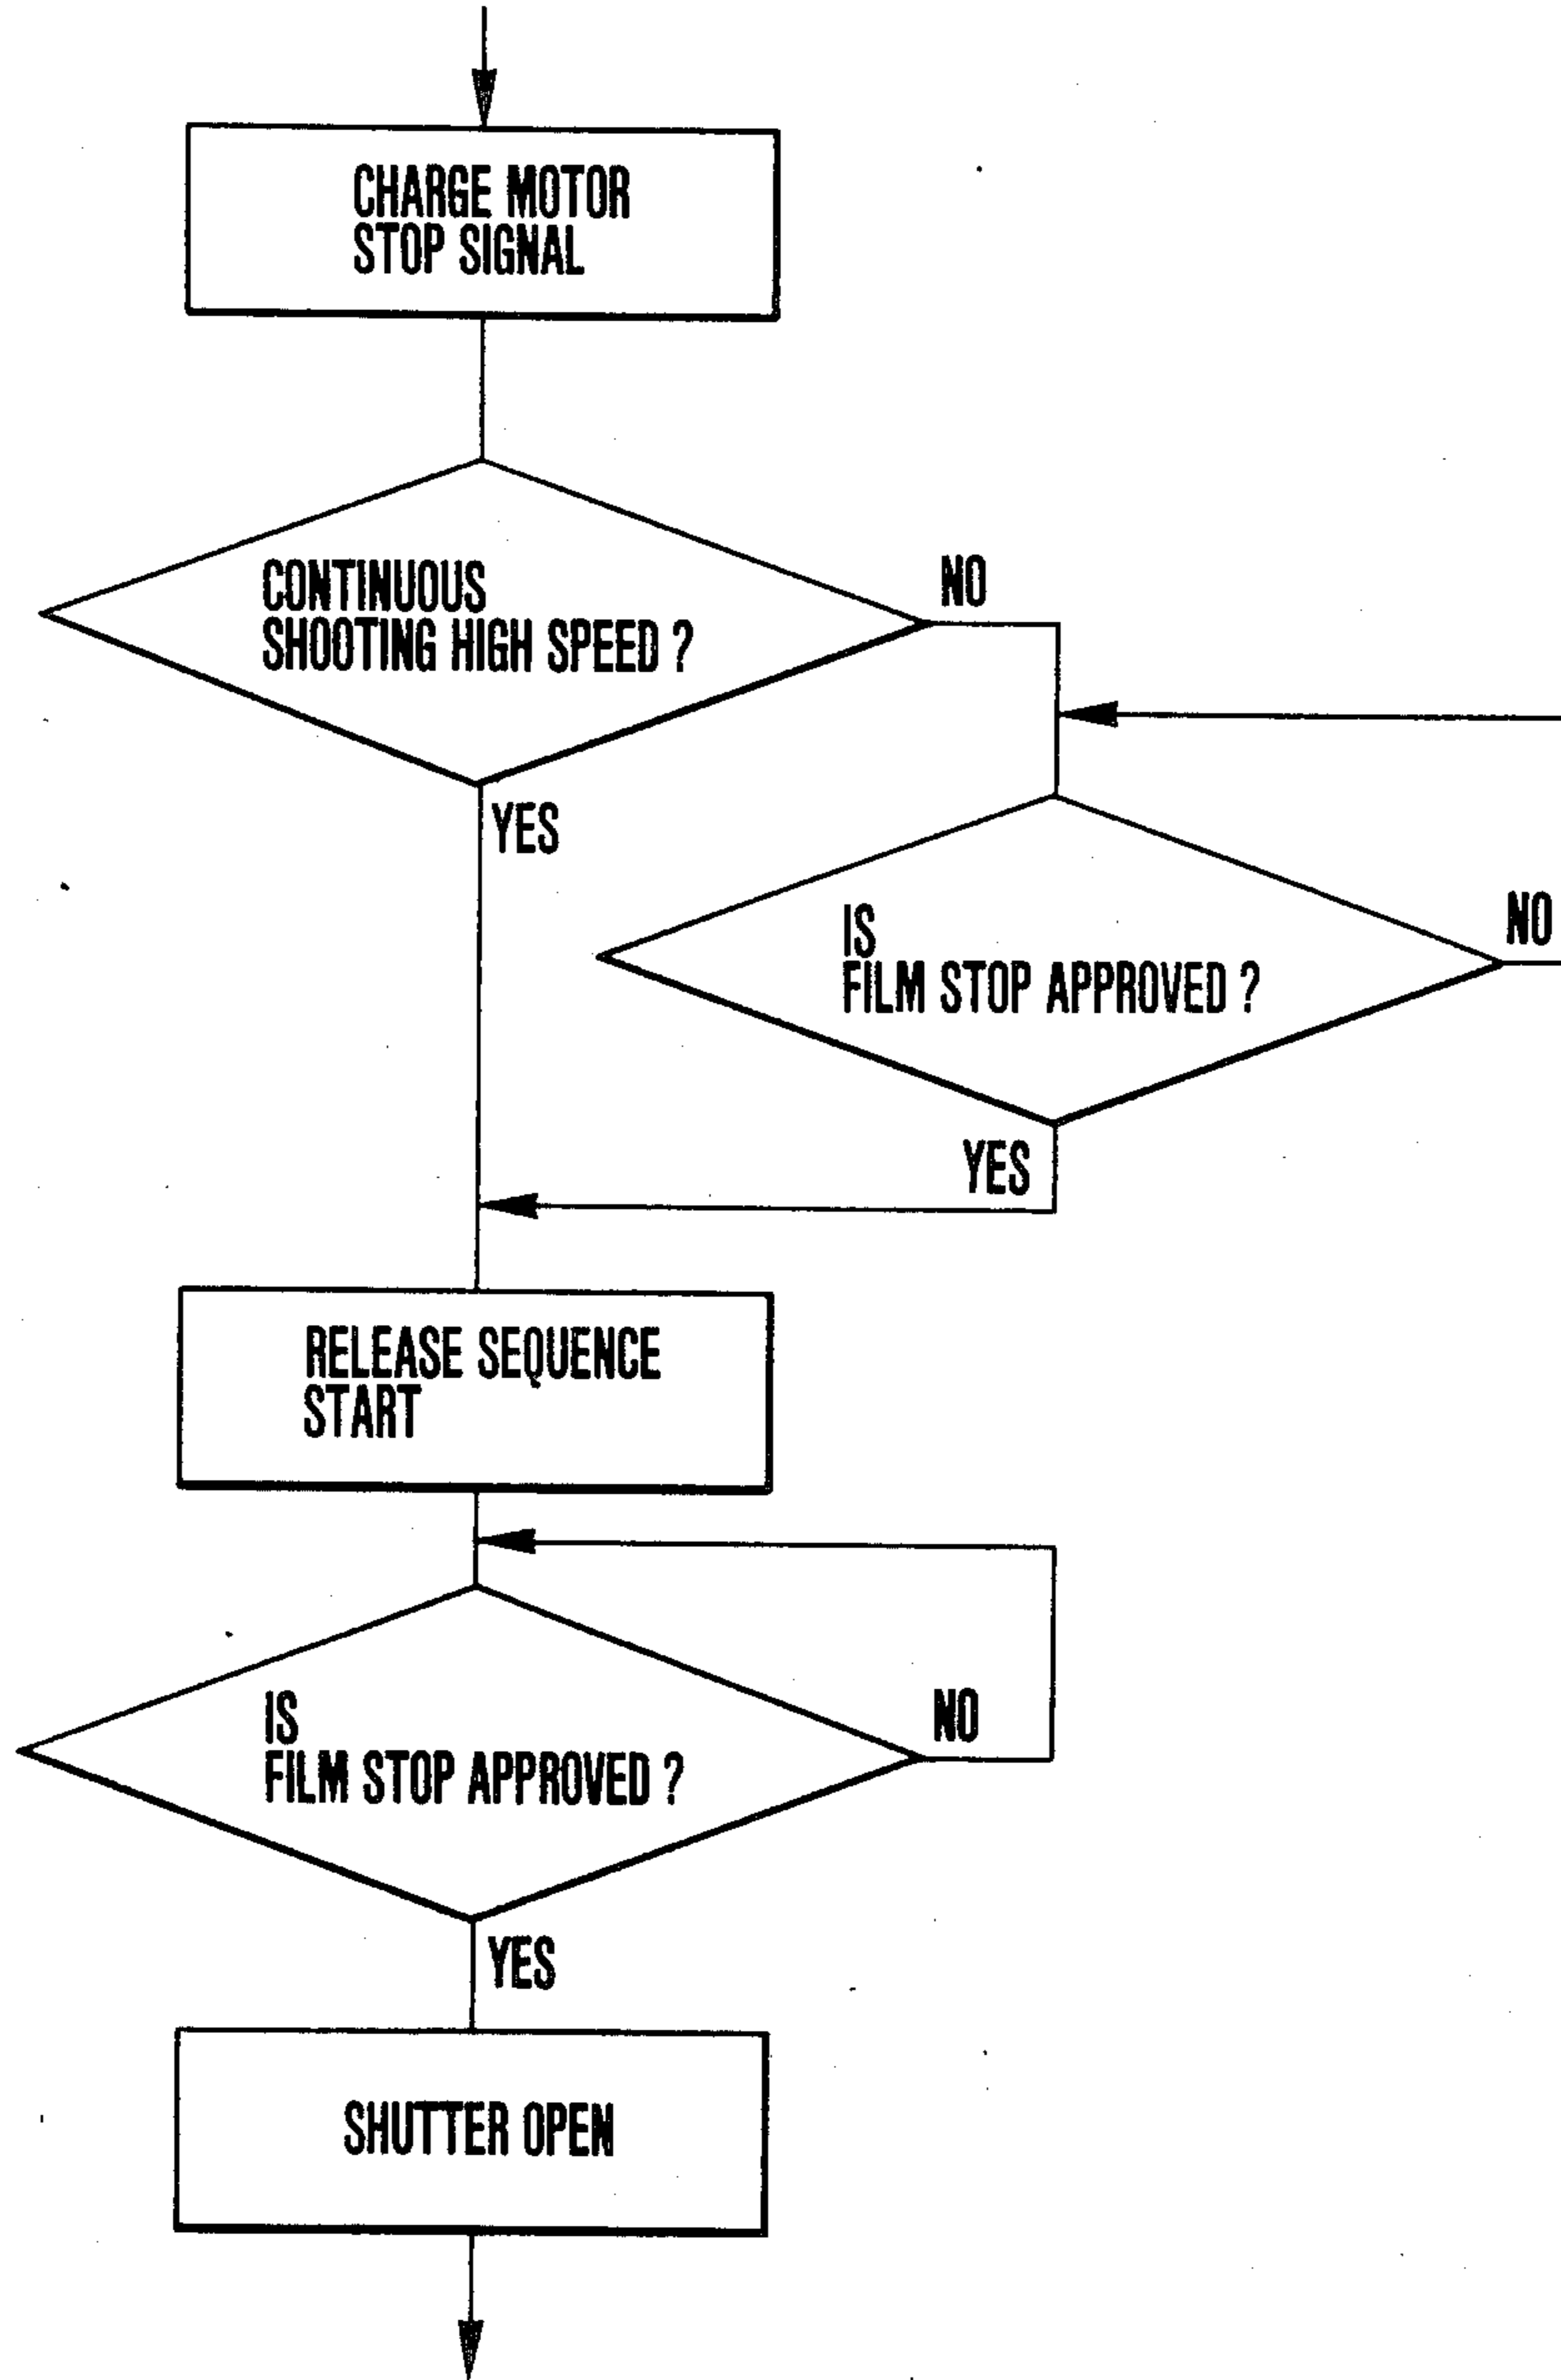 CHARGE MOTOR
STOP SIGNAL
CONTINUOUS
SHOOTING HIGH SPEED ?
NO
YES
IS
FILM STOP APPROVED ?
NO
YES
RELEASE SEQUENCE
START
IS
FILM STOP APPROVED ?
NO
YES
SHUTTER OPEN